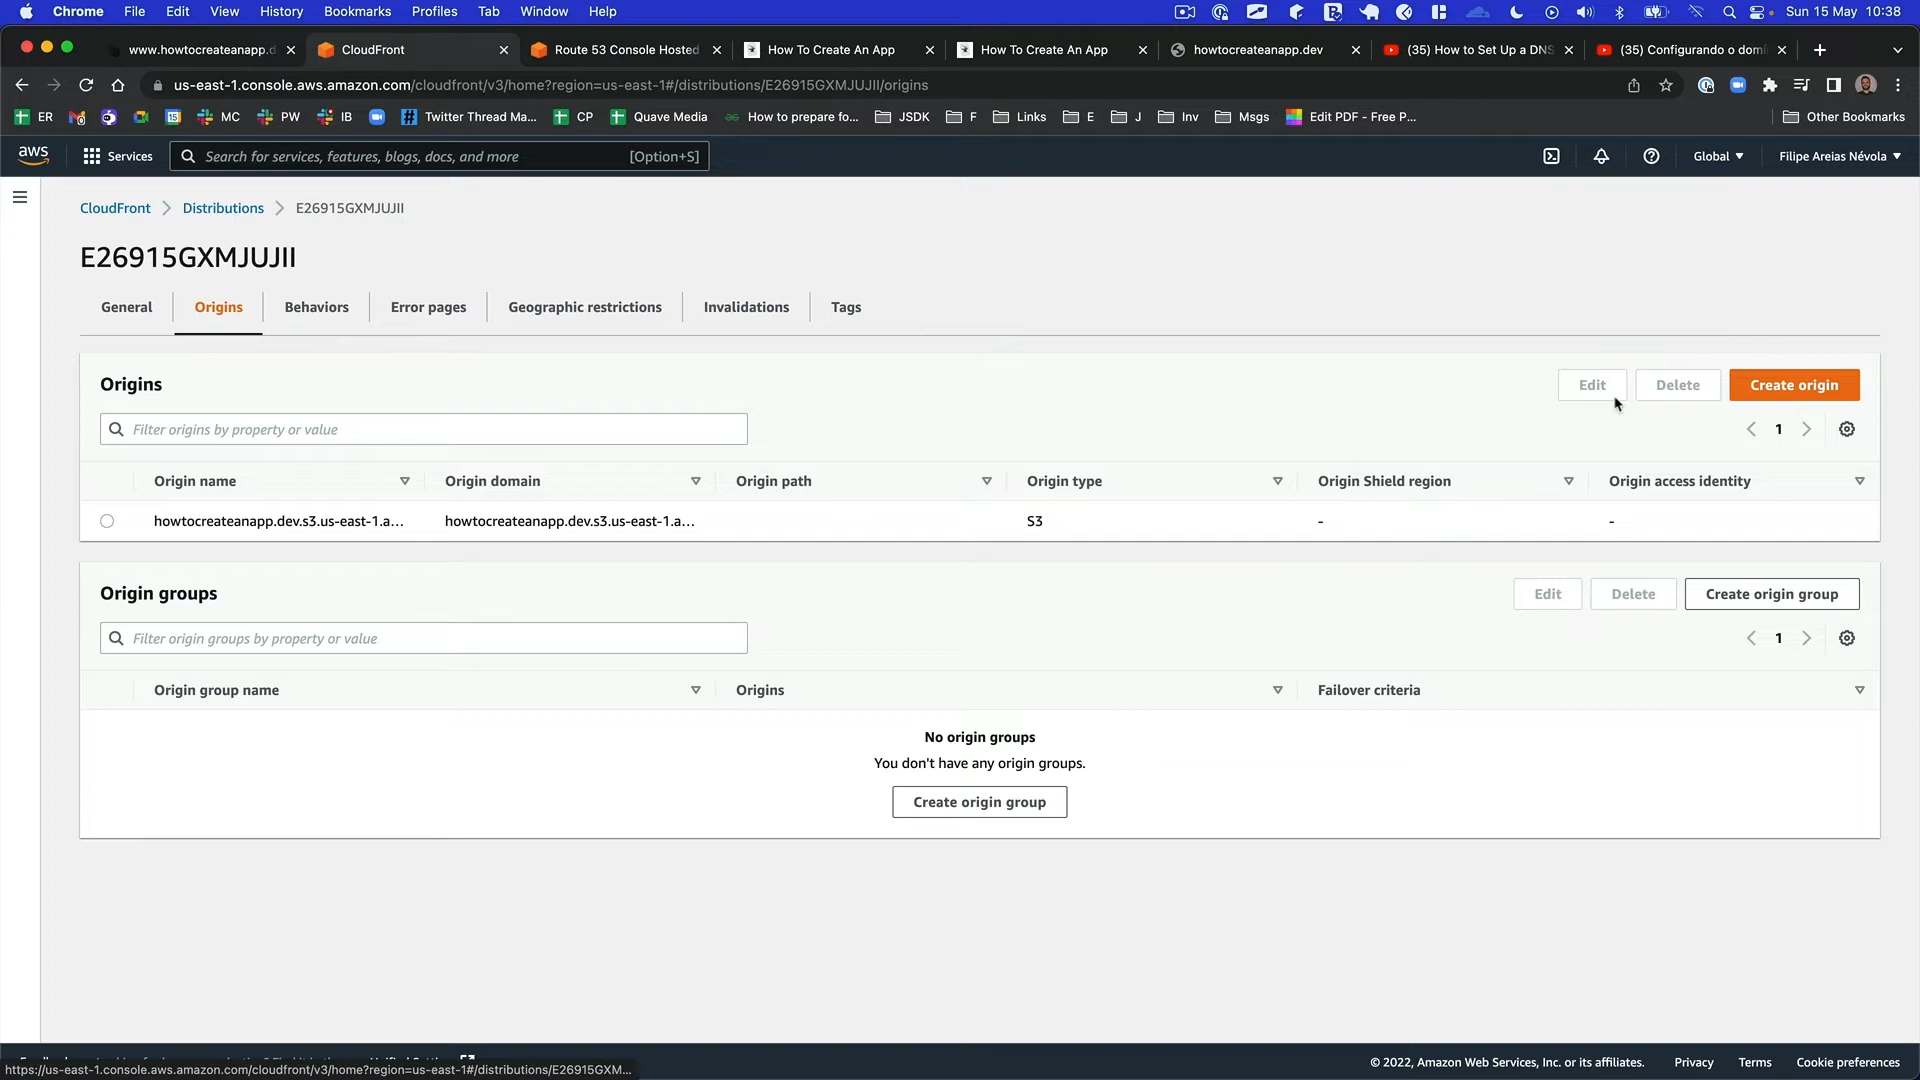 Chrome File Edit View History Bookmarks Profiles Tab Window Help Sun 15 May 10:38
www.howtocreateanapp.d CloudFront Route 53 Console Hosted How To Create An App How To Create An App howtocreateanapp.dev (35) How to Set Up a DNS (35) Configurando o domí
us-east-1.console.aws.amazon.com/cloudfront/v3/home?region=us-east-1#/distributions/E26915GXMJUJII/origins
ER MC PW IB Twitter Thread Ma... CP Quave Media How to prepare fo... JSDK F Links E J Inv Msgs Edit PDF - Free P... Other Bookmarks
aws Services Search for services, features, blogs, docs, and more [Option+S] Global Filipe Areias Névola
CloudFront Distributions E26915GXMJUJII
E26915GXMJUJII
General Origins Behaviors Error pages Geographic restrictions Invalidations Tags
Origins Edit Delete Create origin
Filter origins by property or value 1
Origin name Origin domain Origin path Origin type Origin Shield region Origin access identity
howtocreateanapp.dev.s3.us-east-1.a... howtocreateanapp.dev.s3.us-east-1.a... S3 - -
Origin groups Edit Delete Create origin group
Filter origin groups by property or value 1
Origin group name Origins Failover criteria
No origin groups
You don't have any origin groups.
Create origin group
© 2022, Amazon Web Services, Inc. or its affiliates. Privacy Terms Cookie preferences
https://us-east-1.console.aws.amazon.com/cloudfront/v3/home?region=us-east-1#/distributions/E26915GXM...